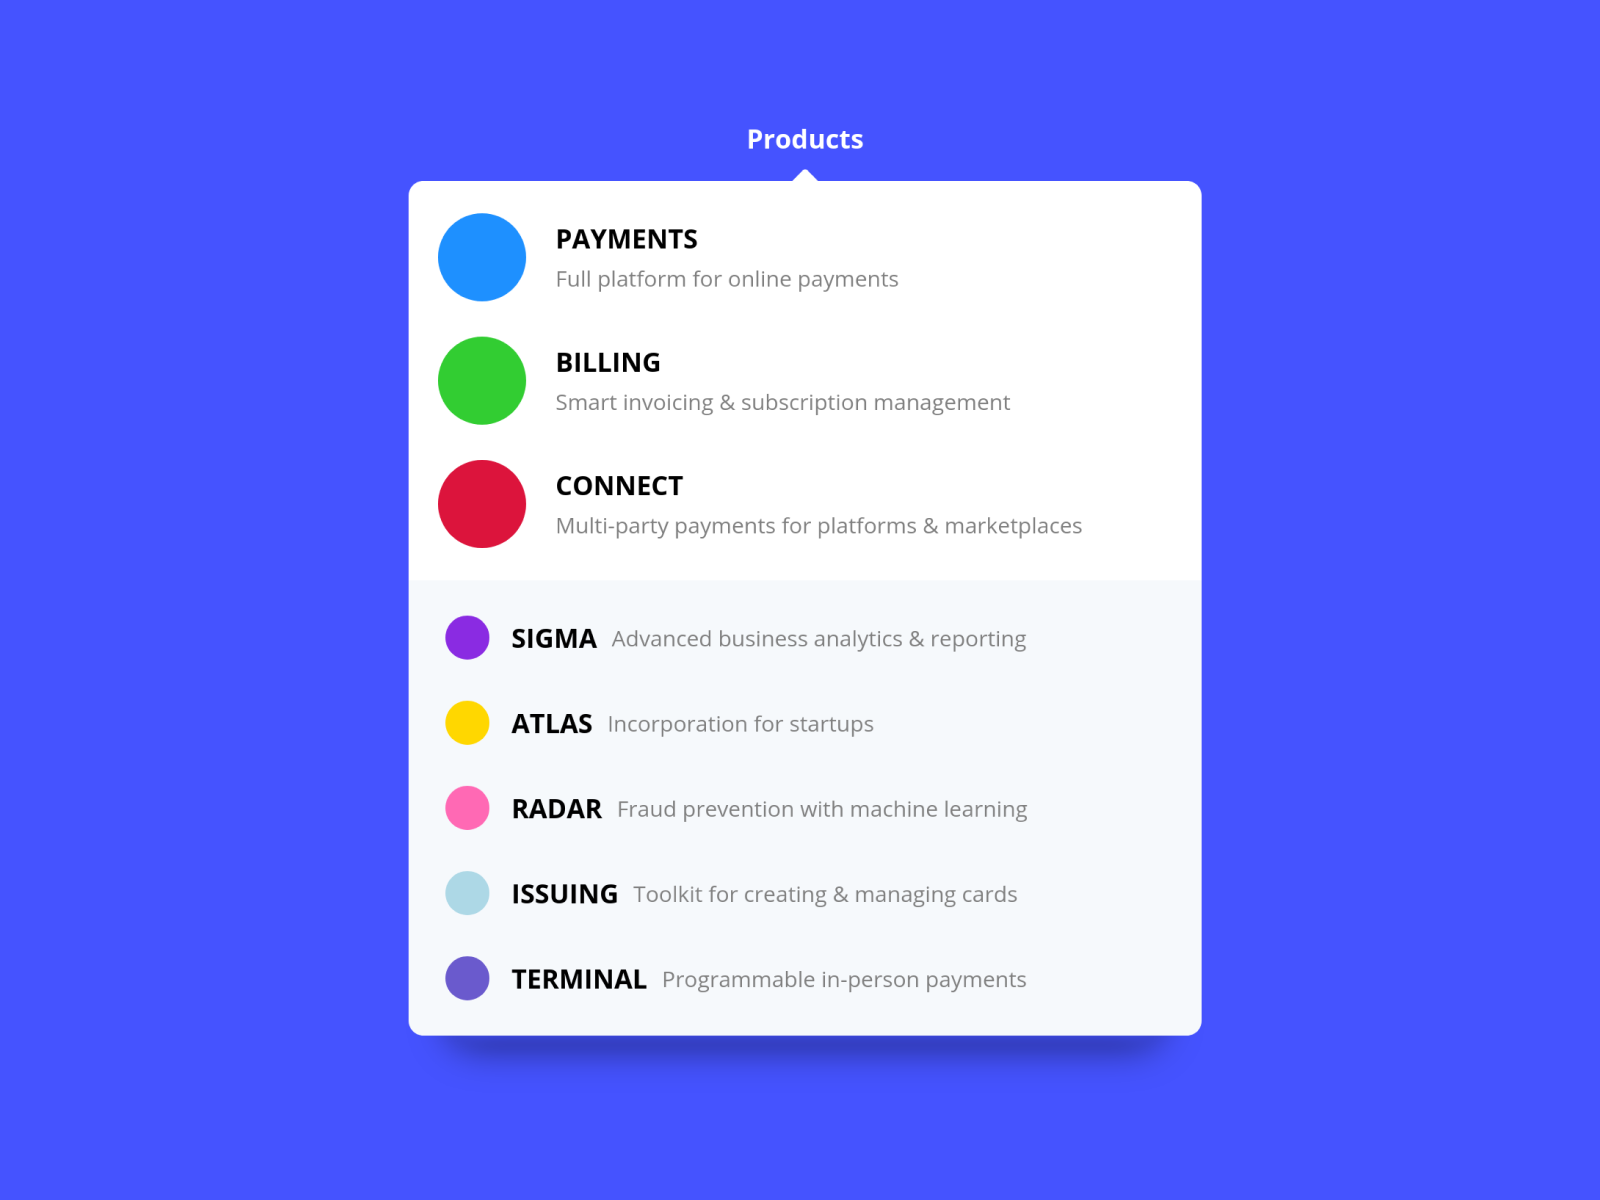 Products
PAYMENTS
Full platform for online payments
BILLING
Smart invoicing & subscription management
CONNECT
Multi-party payments for platforms & marketplaces
SIGMA Advanced business analytics & reporting
ATLAS Incorporation for startups
RADAR Fraud prevention with machine learning
ISSUING Toolkit for creating & managing cards
TERMINAL Programmable in-person payments